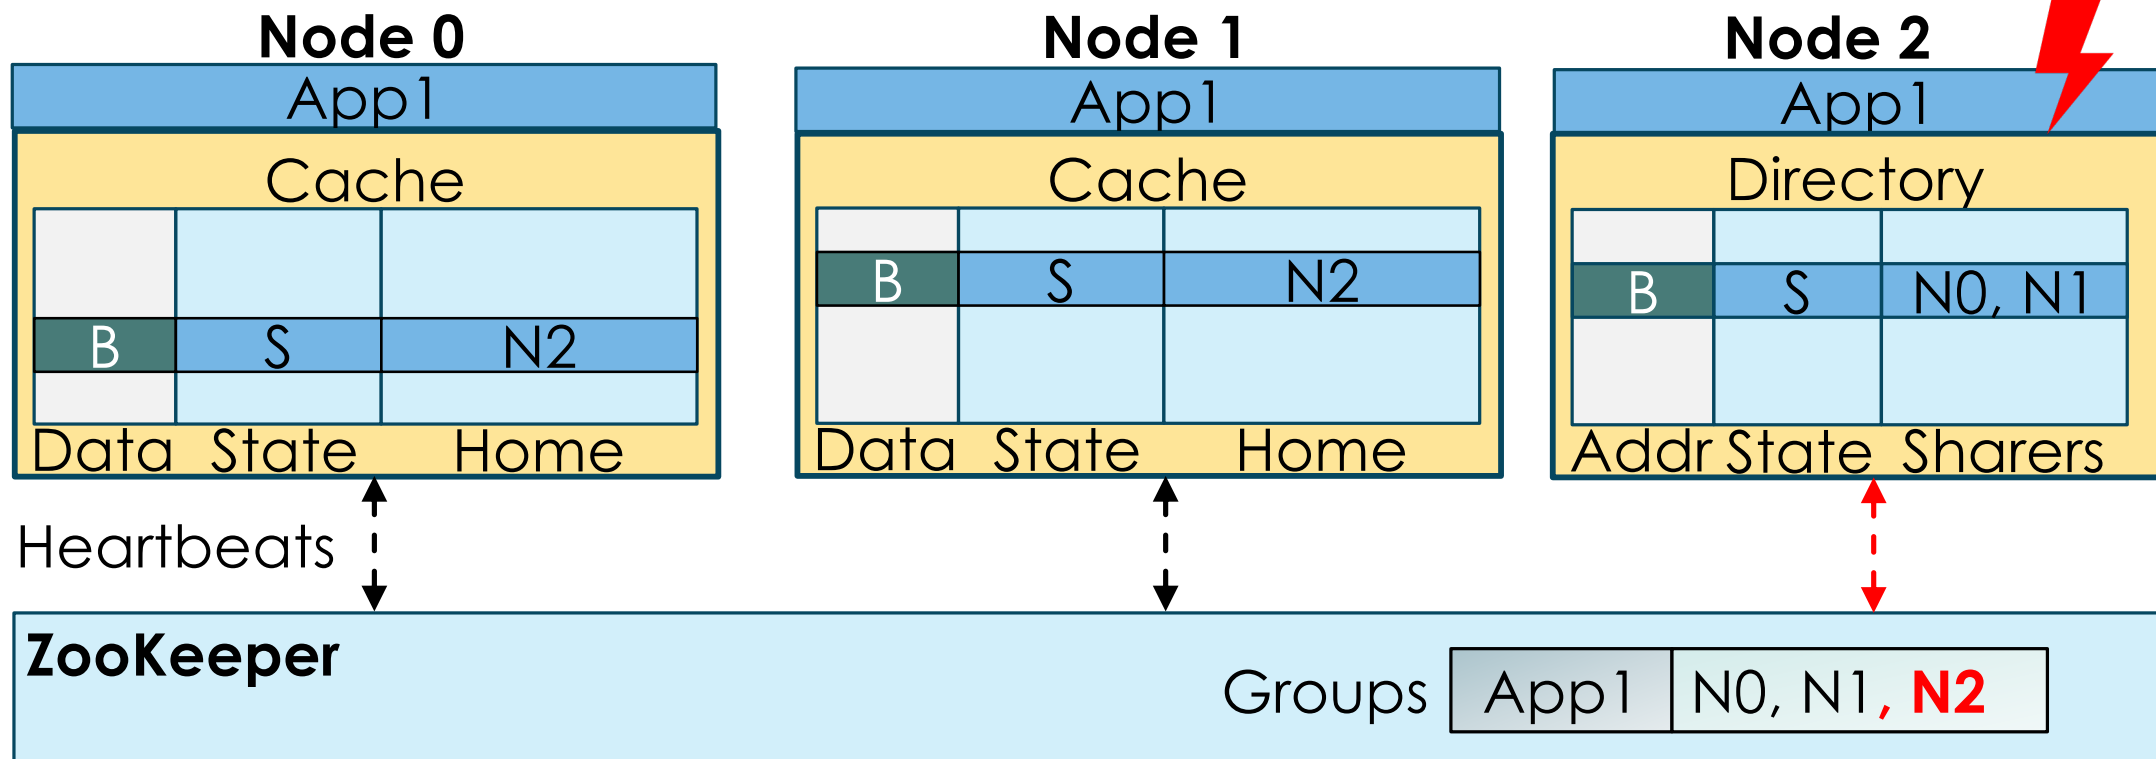 Node 0 Node 1 Node 2
App1 App1 App1
Cache Cache Directory
B S N2
B S N2
B S N0, N1
Data State Home
Data State Home
Addr State Sharers
Heartbeats
ZooKeeper
Groups App1 N0, N1, N2